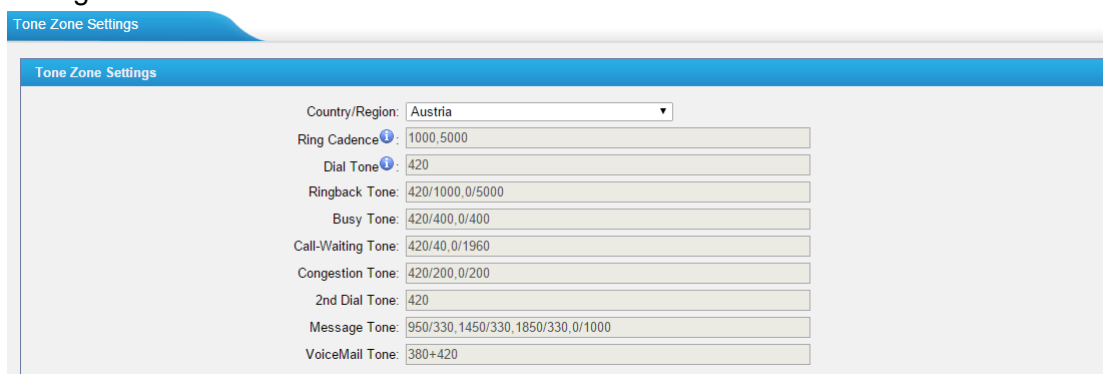 Tone Zone Settings
Tone Zone Settings
Country/Region: Austria
Ring Cadence: 1000,5000
Dial Tone: 420
Ringback Tone: 420/1000,0/5000
Busy Tone: 420/400,0/400
Call-Waiting Tone: 420/40,0/1960
Congestion Tone: 420/200,0/200
2nd Dial Tone: 420
Message Tone: 950/330,1450/330,1850/330,0/1000
VoiceMail Tone: 380+420